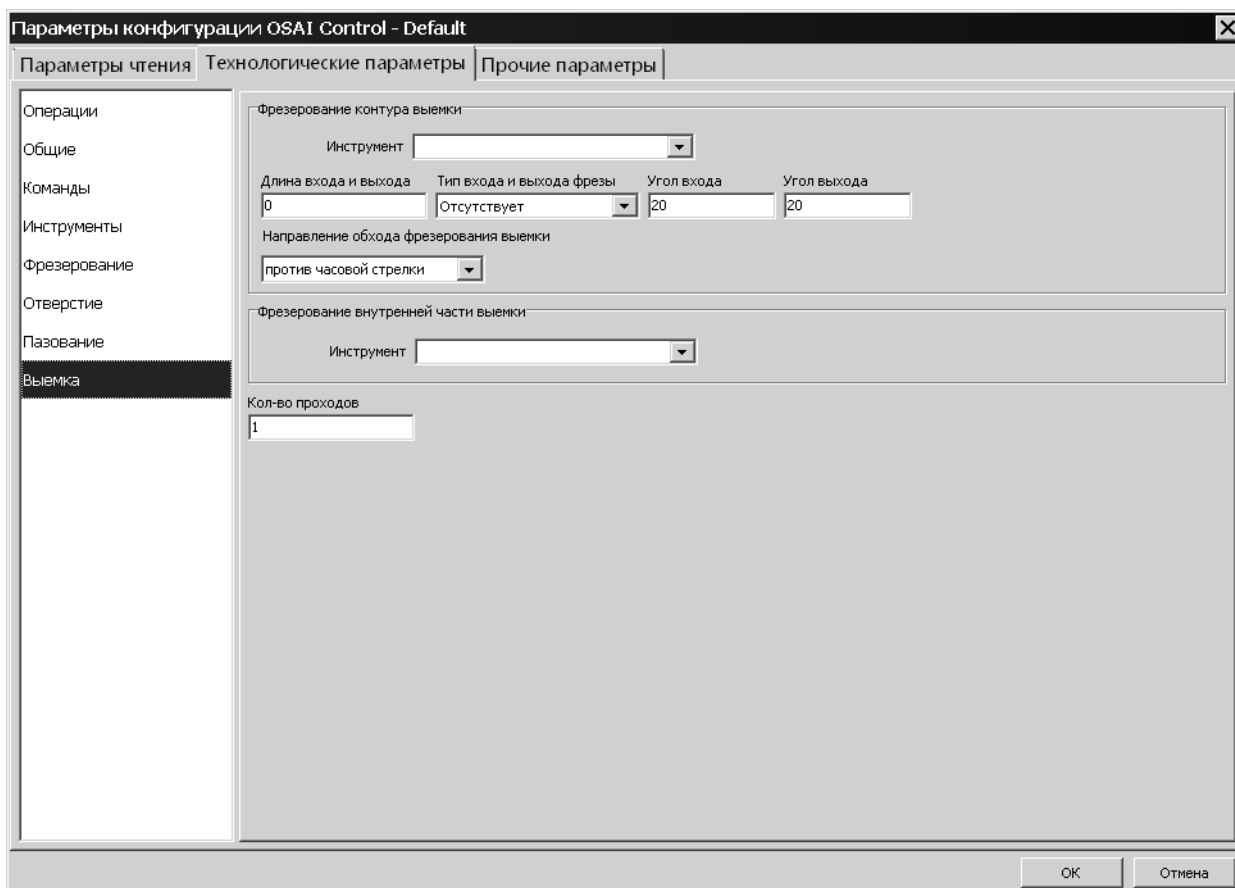 Параметры конфигурации OSAI Control - Default
Параметры чтения Технологические параметры Прочие параметры
Операции
Общие
Команды
Инструменты
Фрезерование
Отверстие
Пазование
Выемка
Фрезерование контура выемки
Инструмент
Длина входа и выхода Тип входа и выхода фрезы Угол входа Угол выхода
0 Отсутствует 20 20
Направление обхода фрезерования выемки
против часовой стрелки
Фрезерование внутренней части выемки
Инструмент
Кол-во проходов
1
ОК Отмена